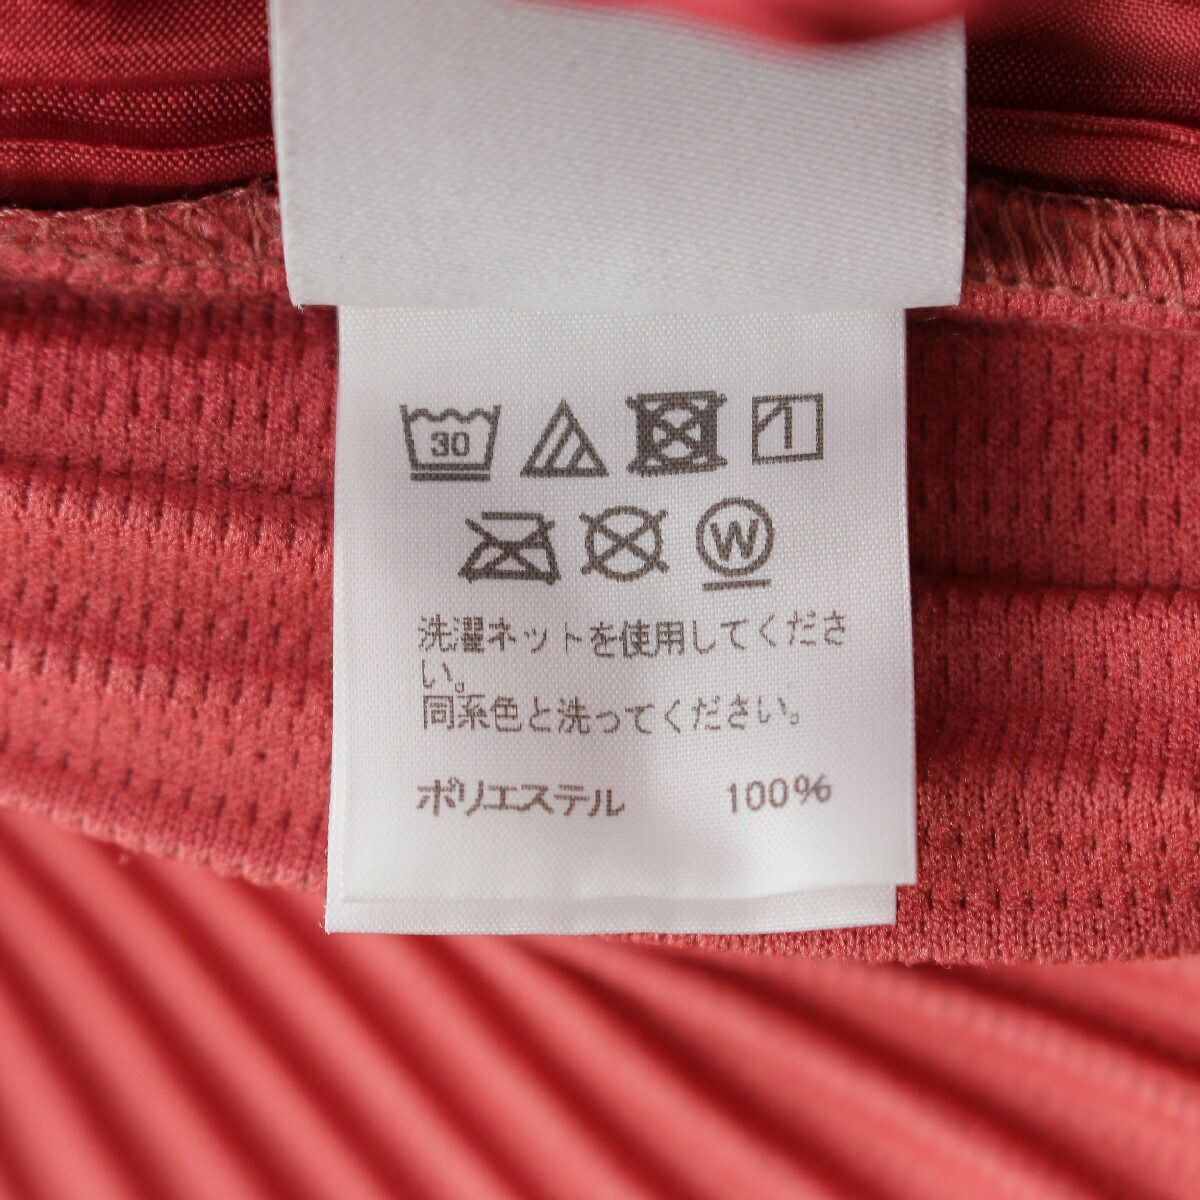 30
W
洗濯ネットを使用してくださ
い。
同系色と洗ってください。
ポリエステル 100%